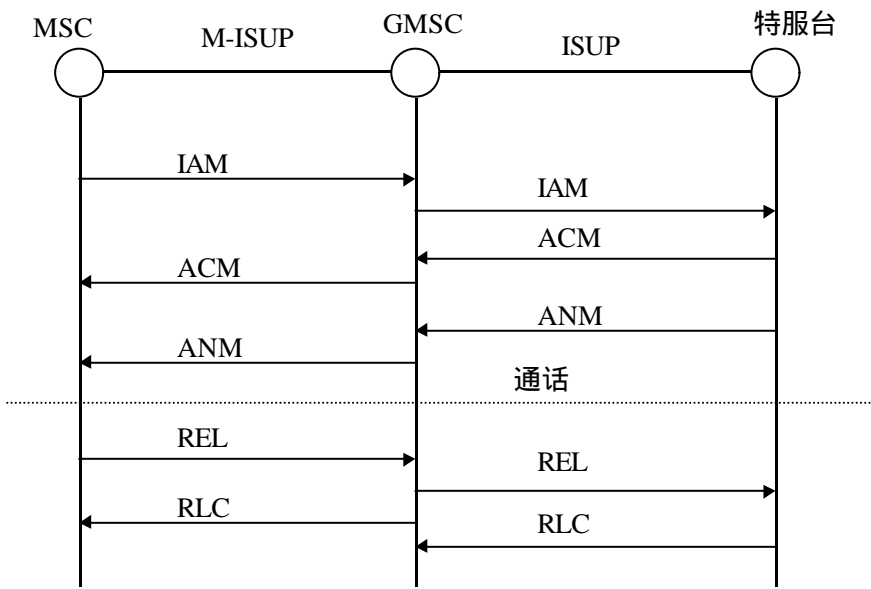 MSC
M-ISUP
GMSC
ISUP
特服台
IAM
IAM
ACM
ACM
ANM
ANM
通话
REL
REL
RLC
RLC